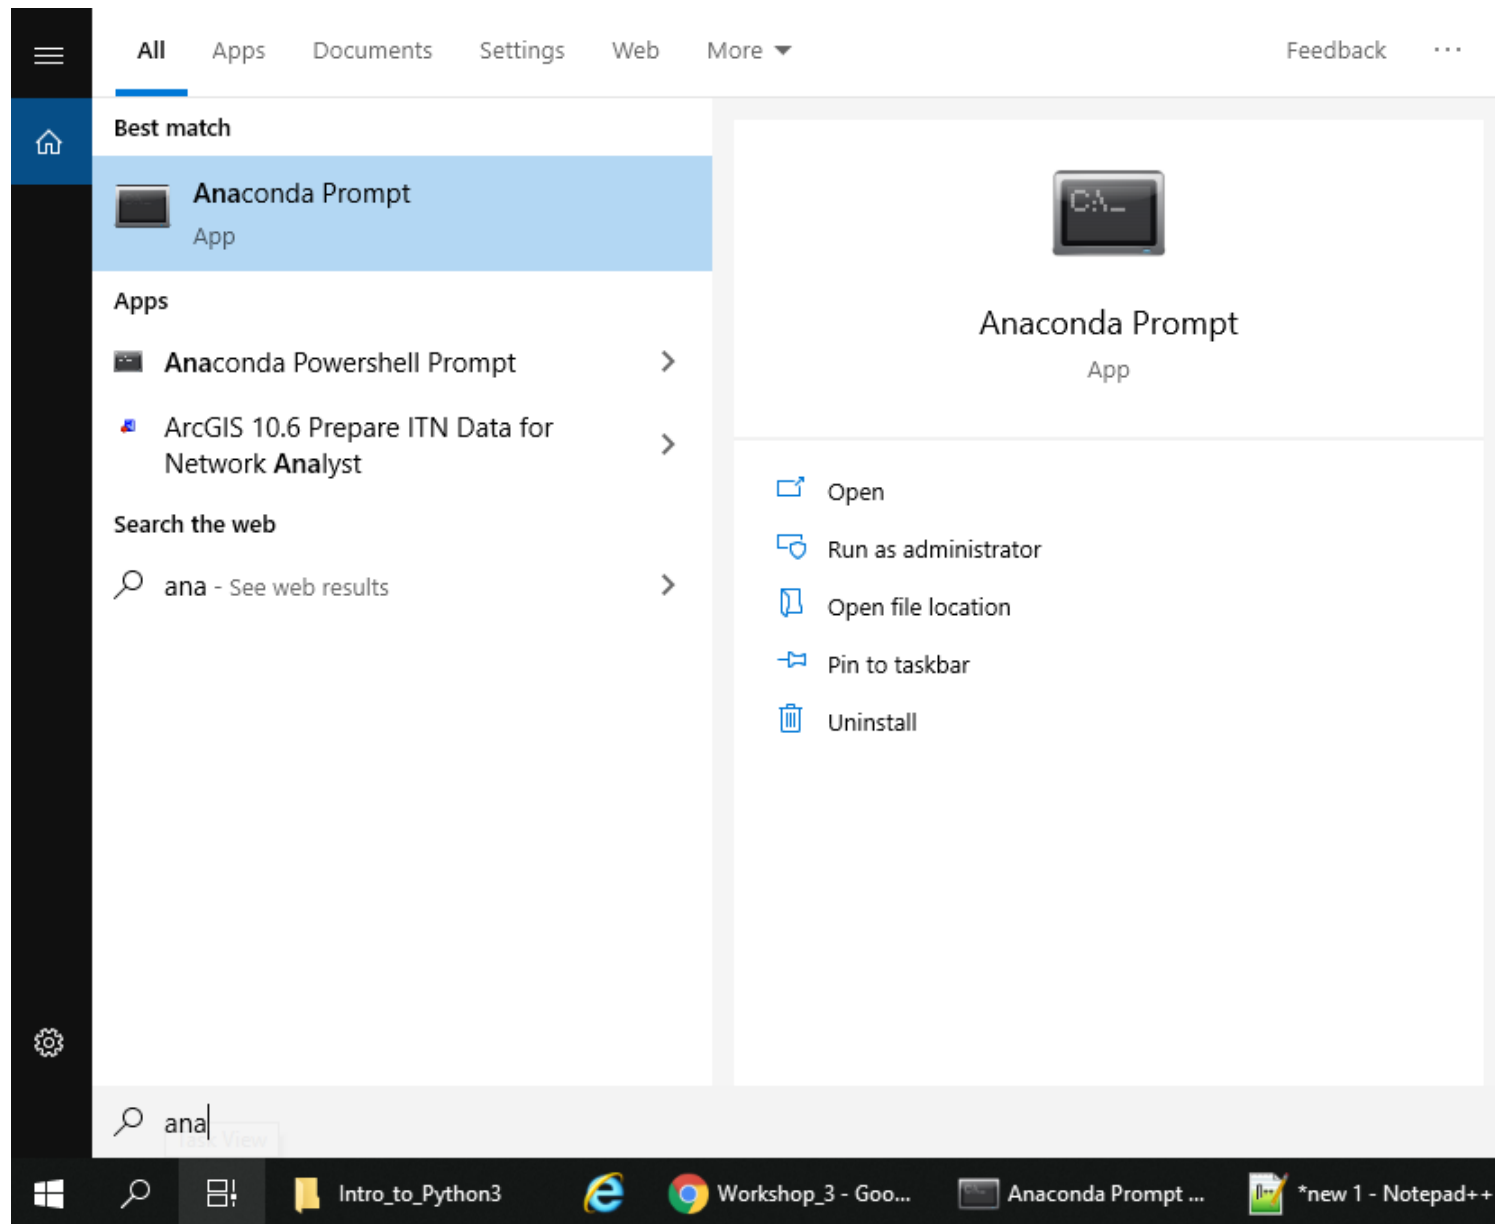 All Apps Documents Settings Web More Feedback ...
Best match
Anaconda Prompt
App
Apps
Anaconda Powershell Prompt
ArcGIS 10.6 Prepare ITN Data for
Network Analyst
Search the web
ana - See web results
C:\_
Anaconda Prompt
App
Open
Run as administrator
Open file location
Pin to taskbar
Uninstall
ana
Task View
Intro_to_Python3 Workshop_3 - Goo... Anaconda Prompt ... *new 1 - Notepad++